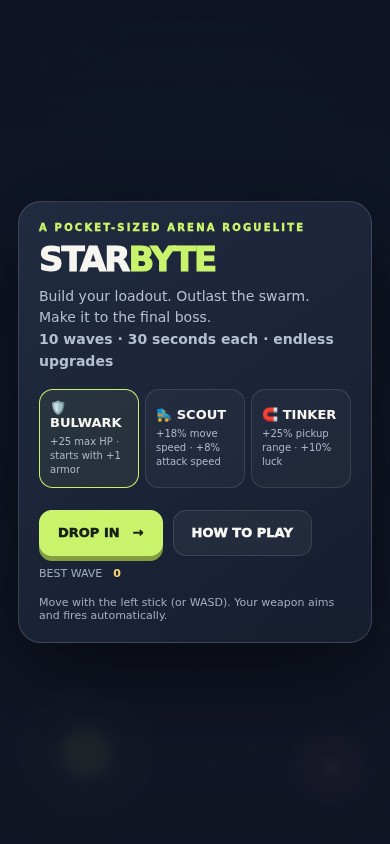 A POCKET-SIZED ARENA ROGUELITE
STARBYTE
Build your loadout. Outlast the swarm.
Make it to the final boss.
10 waves · 30 seconds each · endless
upgrades
🛡️ BULWARK
+25 max HP ·
starts with +1
armor
🛼 SCOUT
+18% move
speed · +8%
attack speed
🧲 TINKER
+25% pickup
range · +10%
luck
DROP IN →
HOW TO PLAY
BEST WAVE 0
Move with the left stick (or WASD). Your weapon aims
and fires automatically.